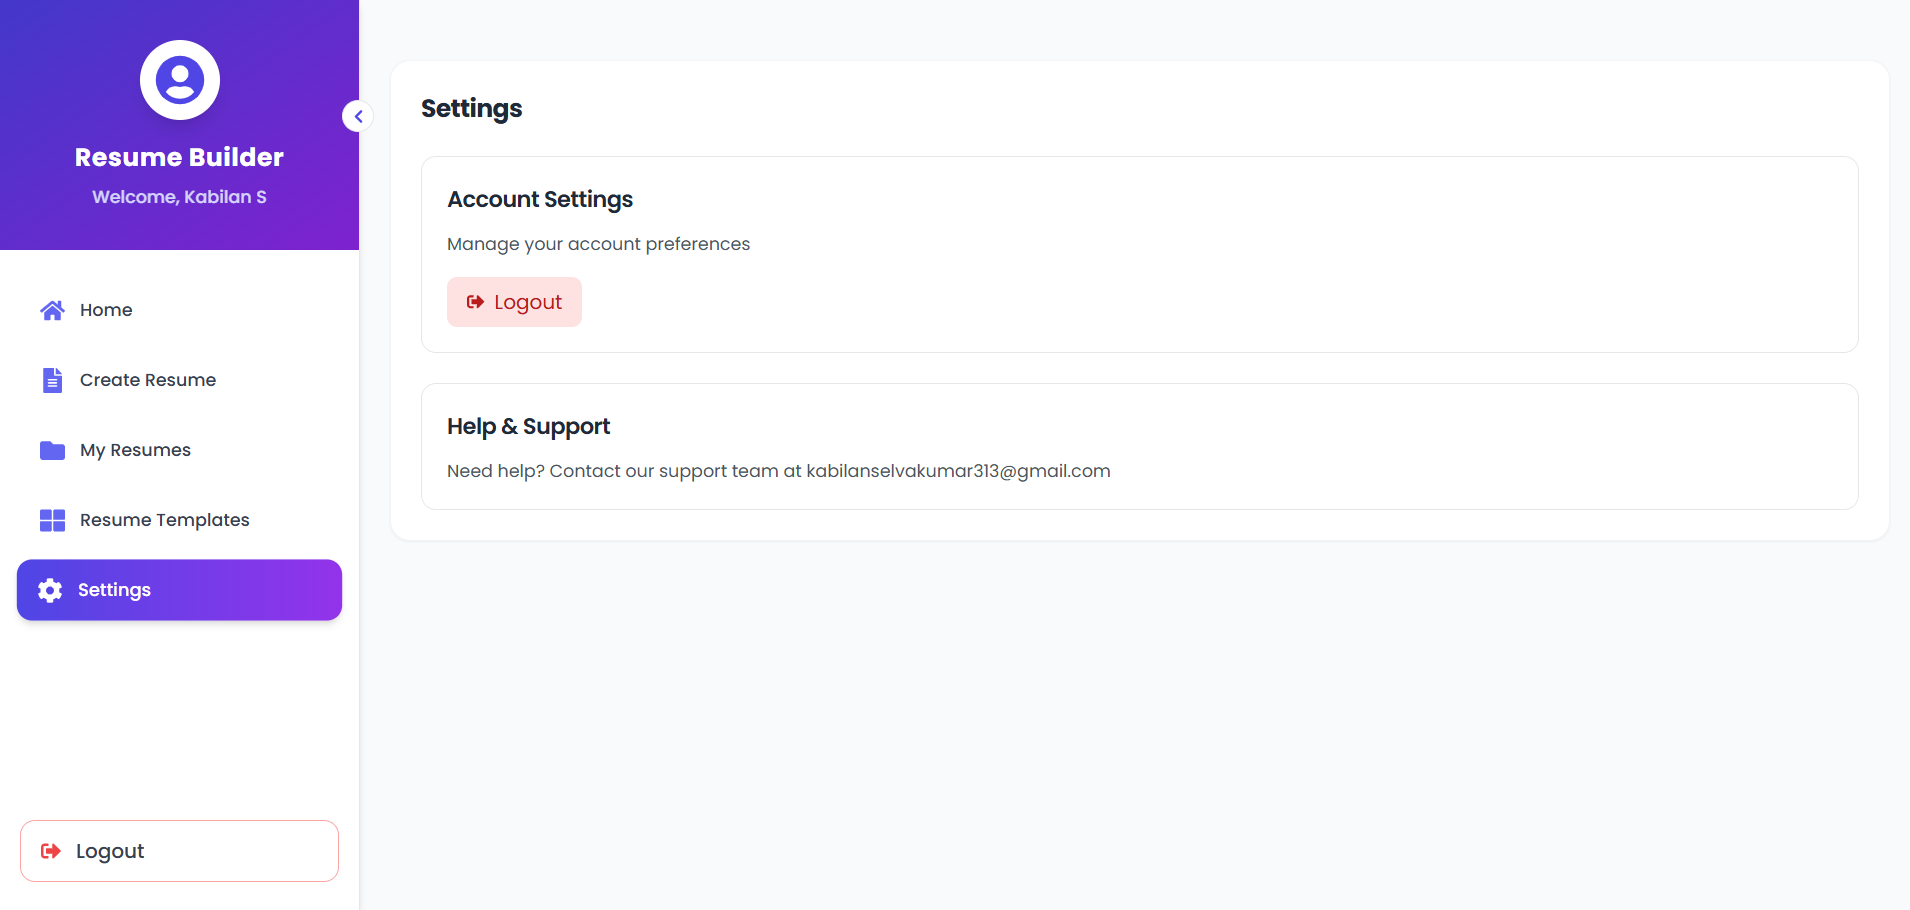 Resume Builder
Welcome, Kabilan S
Home
Create Resume
My Resumes
Resume Templates
Settings
Logout
Settings
Account Settings
Manage your account preferences
Logout
Help & Support
Need help? Contact our support team at kabilanselvakumar313@gmail.com